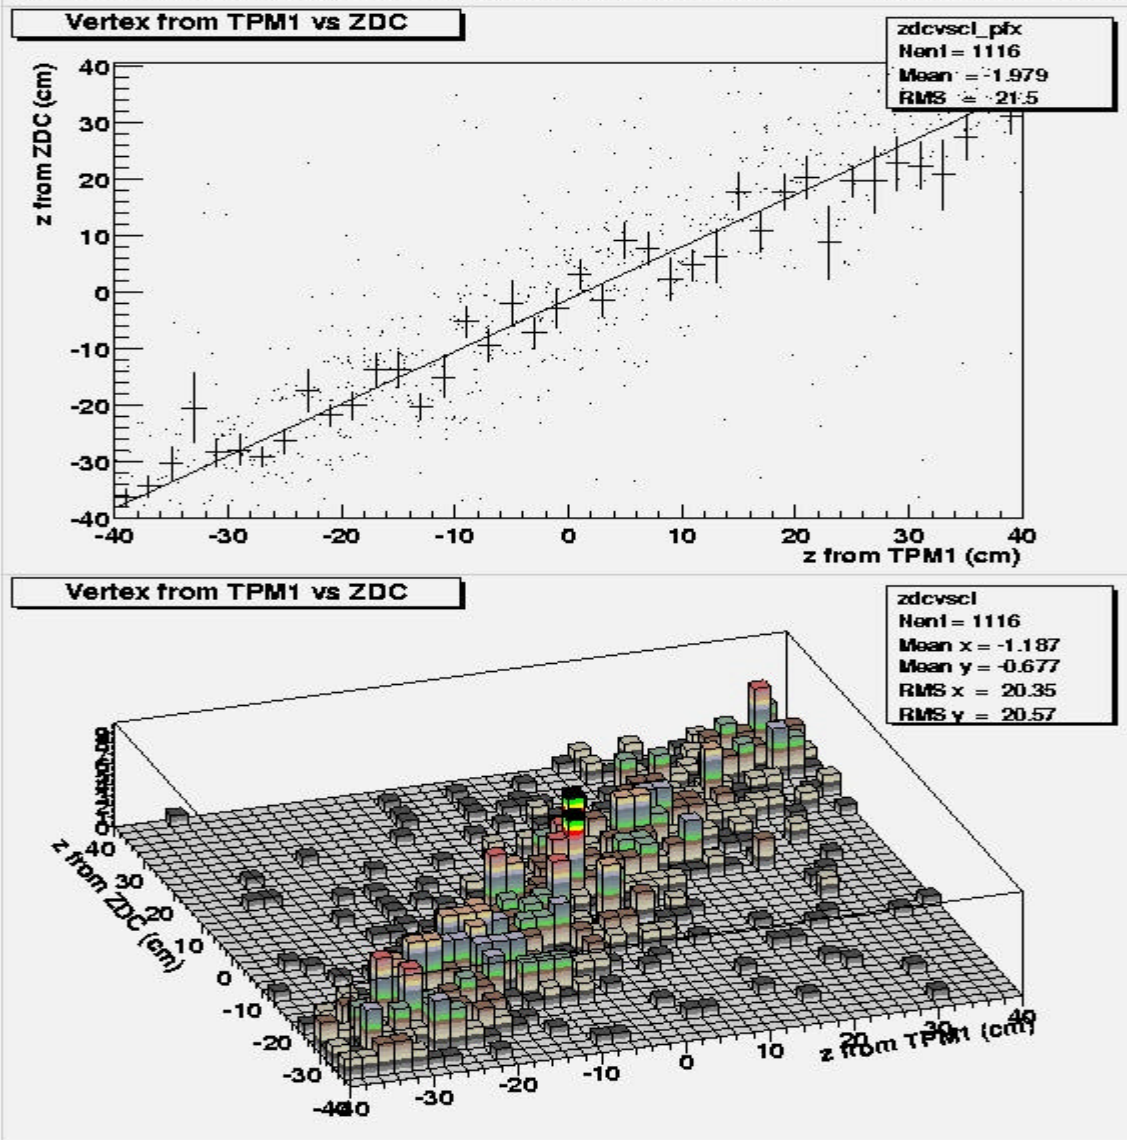 Vertex from TPM1 vs ZDC
zdcvscl_pfx
Nent = 1116
Mean = -1.979
RMS = 21.5
z from ZDC (cm)
40
30
20
10
0
-10
-20
-30
-40
-40 -30 -20 -10 0 10 20 30 40
z from TPM1 (cm)
Vertex from TPM1 vs ZDC
zdcvscl
Nent = 1116
Mean x = -1.187
Mean y = -0.677
RMS x = 20.35
RMS y = 20.57
0
z from ZDC (cm)
40
30
20
10
0
-10
-20
-30
-40
-40 -30 -20 -10 0 10 20 30 40
z from TPM1 (cm)